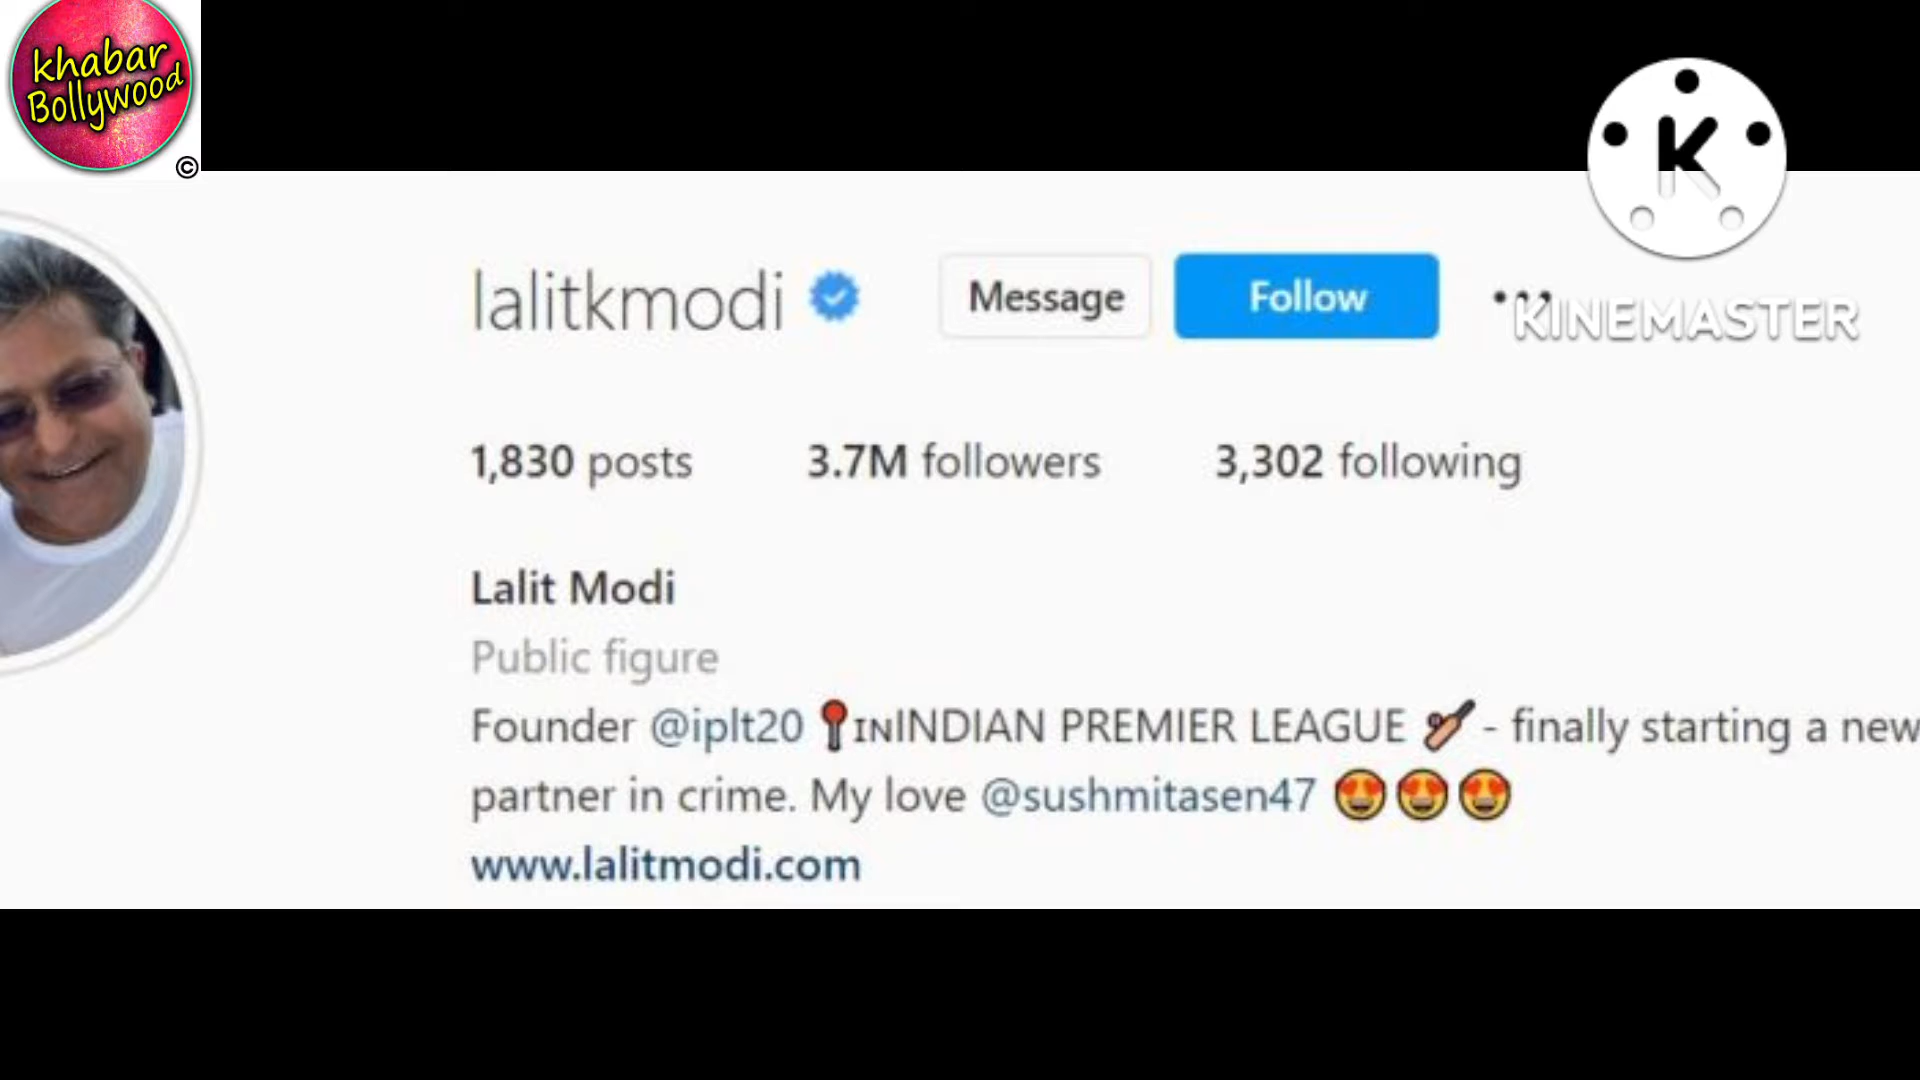 khabar
Bollywood
©
K
KINEMASTER
lalitkmodi
Message
Follow
1,830 posts
3.7M followers
3,302 following
Lalit Modi
Public figure
Founder @iplt20 📍ɪɴINDIAN PREMIER LEAGUE 🏏 - finally starting a new
partner in crime. My love @sushmitasen47 😍😍😍
www.lalitmodi.com